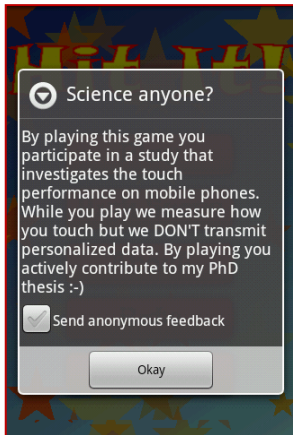 Hit It!
Science anyone?
By playing this game you
participate in a study that
investigates the touch
performance on mobile phones.
While you play we measure how
you touch but we DON'T transmit
personalized data. By playing you
actively contribute to my PhD
thesis :-)
Send anonymous feedback
Okay